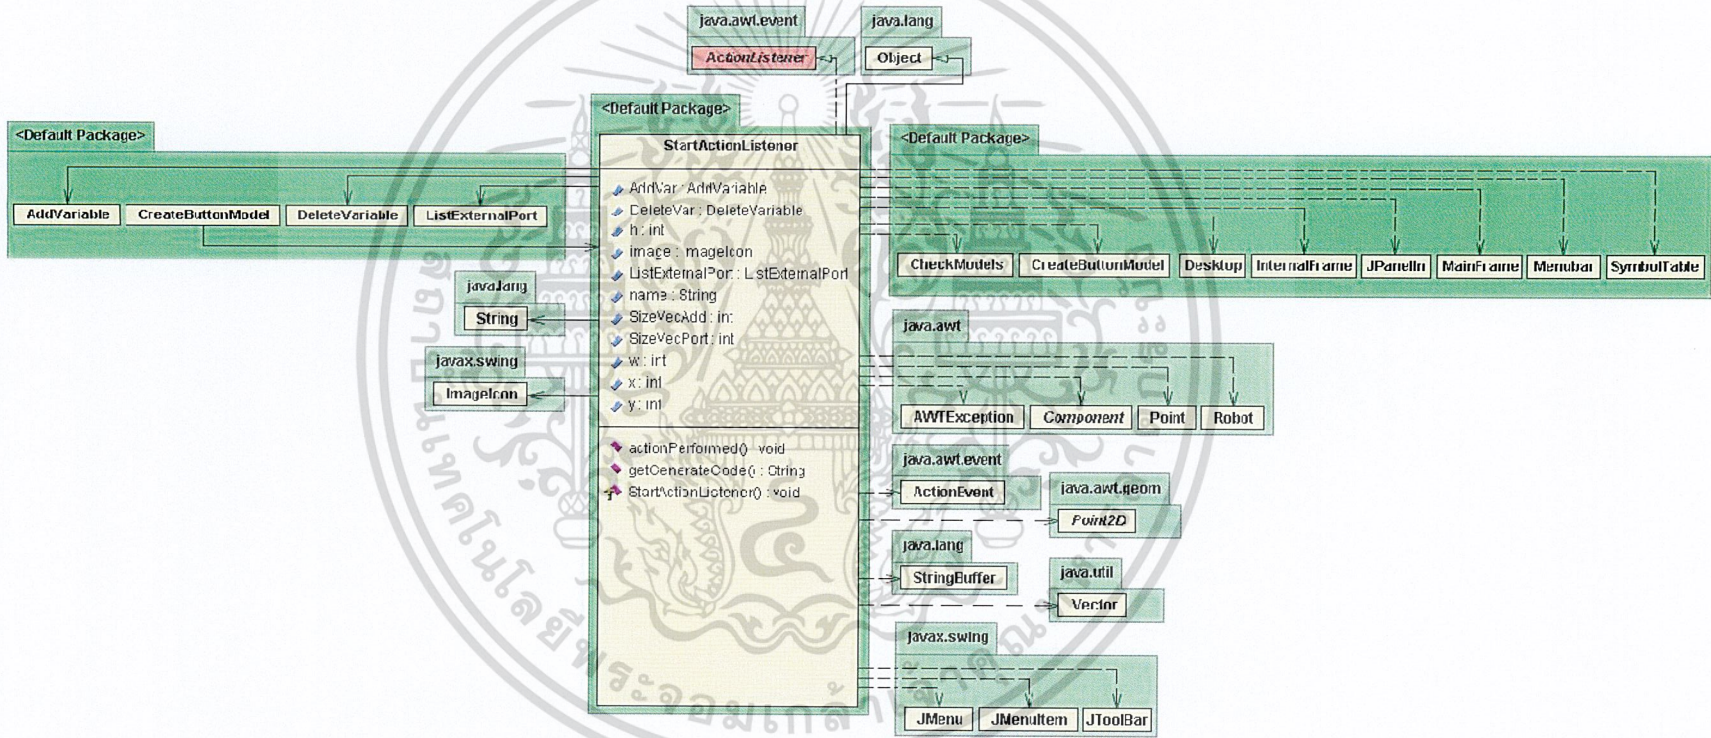 java.awt.event
ActionListener
java.lang
Object
<Default Package>
AddVariable
CreateButtonModel
DeleteVariable
ListExternalPort
java.lang
String
javax.swing
ImageIcon
<Default Package>
StartActionListener
AddVar : AddVariable
DeleteVar : DeleteVariable
h : int
image : ImageIcon
ListExternalPort : ListExternalPort
name : String
SizeVecAdd : int
SizeVecPort : int
w : int
x : int
y : int
actionPerformed() : void
getGenerateCode() : String
StartActionListener() : void
<Default Package>
CheckModels
CreateButtonModel
Desktop
InternalFrame
JPanelIn
MainFrame
Menubar
SymbolTable
java.awt
AWTException
Component
Point
Robot
java.awt.event
ActionEvent
java.awt.geom
Point2D
java.lang
StringBuffer
java.util
Vector
javax.swing
JMenu
JMenuItem
JToolBar